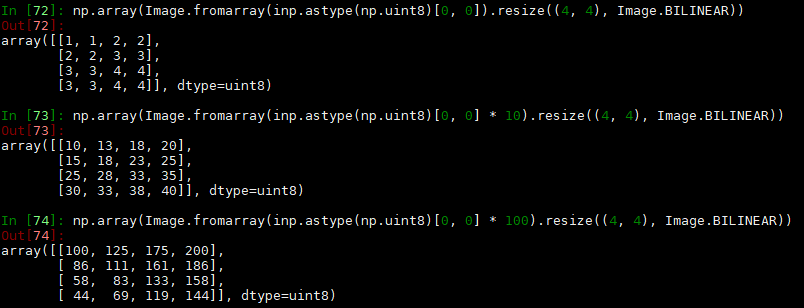 In [72]: np.array(Image.fromarray(inp.astype(np.uint8)[0, 0]).resize((4, 4), Image.BILINEAR))
Out[72]:
array([[1, 1, 2, 2],
       [2, 2, 3, 3],
       [3, 3, 4, 4],
       [3, 3, 4, 4]], dtype=uint8)

In [73]: np.array(Image.fromarray(inp.astype(np.uint8)[0, 0] * 10).resize((4, 4), Image.BILINEAR))
Out[73]:
array([[10, 13, 18, 20],
       [15, 18, 23, 25],
       [25, 28, 33, 35],
       [30, 33, 38, 40]], dtype=uint8)

In [74]: np.array(Image.fromarray(inp.astype(np.uint8)[0, 0] * 100).resize((4, 4), Image.BILINEAR))
Out[74]:
array([[100, 125, 175, 200],
       [ 86, 111, 161, 186],
       [ 58,  83, 133, 158],
       [ 44,  69, 119, 144]], dtype=uint8)